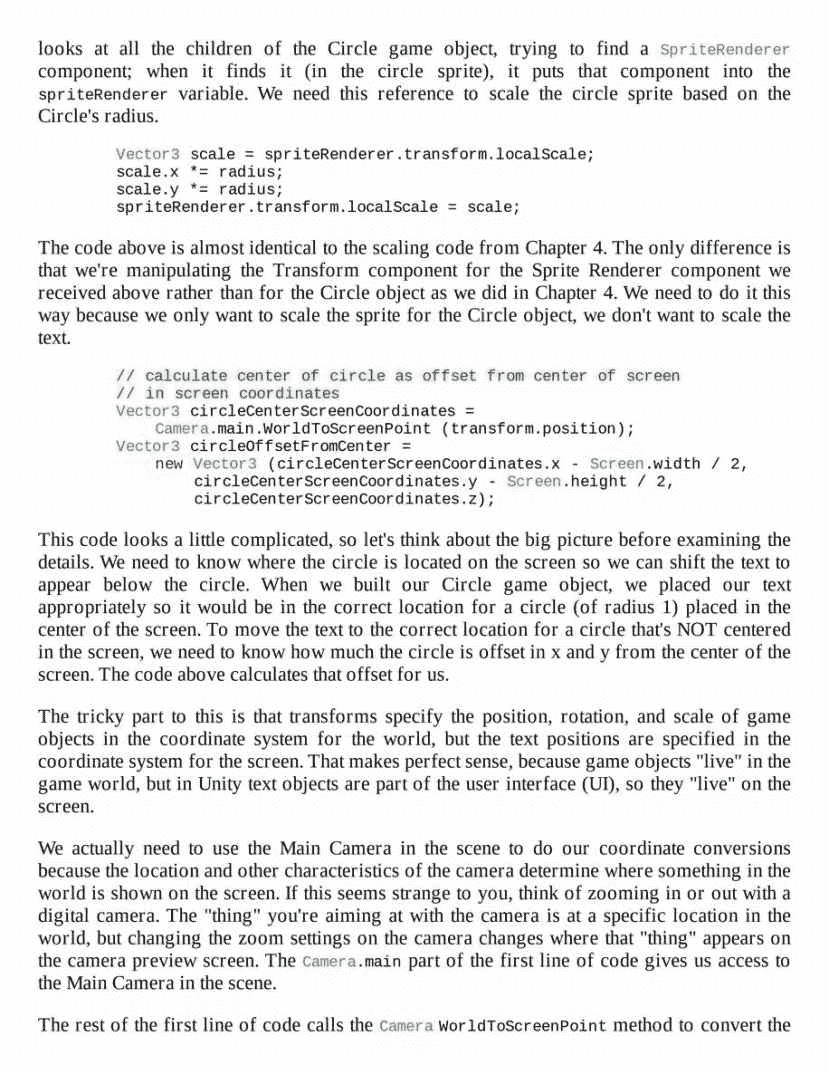 looks at all the children of the Circle game object, trying to find a SpriteRenderer
component; when it finds it (in the circle sprite), it puts that component into the
spriteRenderer variable. We need this reference to scale the circle sprite based on the
Circle's radius.
Vector3 scale = spriteRenderer.transform.localScale;
scale.x *= radius;
scale.y *= radius;
spriteRenderer.transform.localScale = scale;
The code above is almost identical to the scaling code from Chapter 4. The only difference is
that we're manipulating the Transform component for the Sprite Renderer component we
received above rather than for the Circle object as we did in Chapter 4. We need to do it this
way because we only want to scale the sprite for the Circle object, we don't want to scale the
text.
// calculate center of circle as offset from center of screen
// in screen coordinates
Vector3 circleCenterScreenCoordinates =
Camera.main.WorldToScreenPoint (transform.position);
Vector3 circleOffsetFromCenter =
new Vector3 (circleCenterScreenCoordinates.x - Screen.width / 2,
circleCenterScreenCoordinates.y - Screen.height / 2,
circleCenterScreenCoordinates.z);
This code looks a little complicated, so let's think about the big picture before examining the
details. We need to know where the circle is located on the screen so we can shift the text to
appear below the circle. When we built our Circle game object, we placed our text
appropriately so it would be in the correct location for a circle (of radius 1) placed in the
center of the screen. To move the text to the correct location for a circle that's NOT centered
in the screen, we need to know how much the circle is offset in x and y from the center of the
screen. The code above calculates that offset for us.
The tricky part to this is that transforms specify the position, rotation, and scale of game
objects in the coordinate system for the world, but the text positions are specified in the
coordinate system for the screen. That makes perfect sense, because game objects "live" in the
game world, but in Unity text objects are part of the user interface (UI), so they "live" on the
screen.
We actually need to use the Main Camera in the scene to do our coordinate conversions
because the location and other characteristics of the camera determine where something in the
world is shown on the screen. If this seems strange to you, think of zooming in or out with a
digital camera. The "thing" you're aiming at with the camera is at a specific location in the
world, but changing the zoom settings on the camera changes where that "thing" appears on
the camera preview screen. The Camera.main part of the first line of code gives us access to
the Main Camera in the scene.
The rest of the first line of code calls the Camera WorldToScreenPoint method to convert the